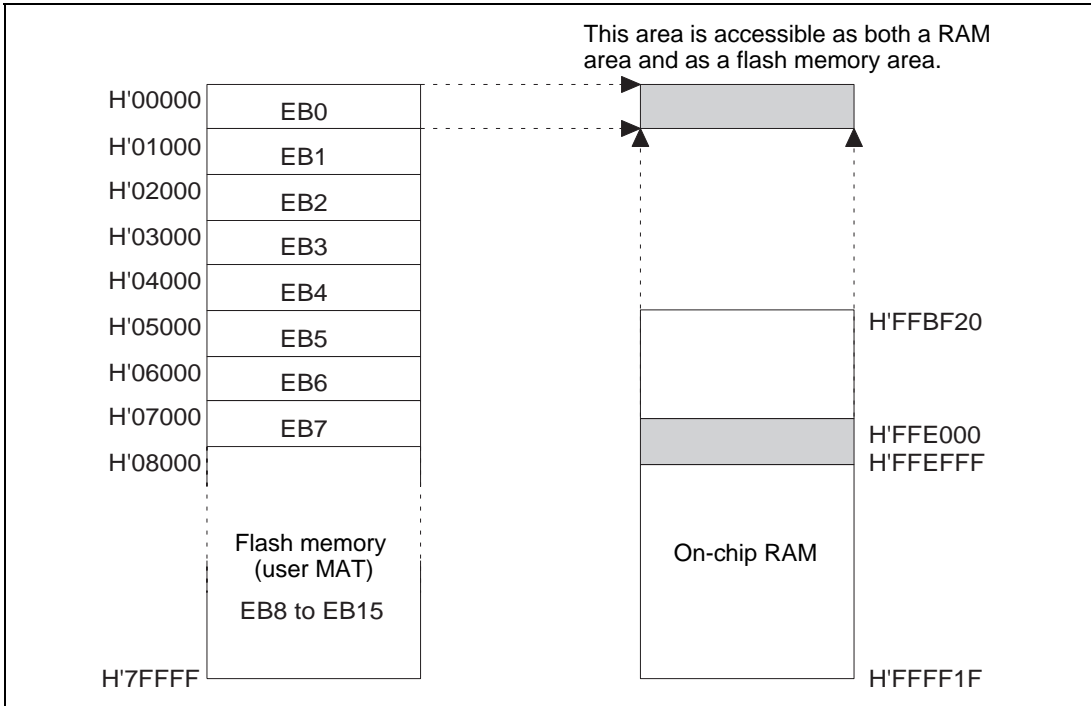 This area is accessible as both a RAM
area and as a flash memory area.
H'00000
EB0
H'01000
EB1
H'02000
EB2
H'03000
EB3
H'04000
EB4
H'05000
EB5
H'06000
EB6
H'07000
EB7
H'08000
Flash memory
(user MAT)
EB8 to EB15
H'7FFFF
H'FFBF20
H'FFE000
H'FFEFFF
On-chip RAM
H'FFFF1F